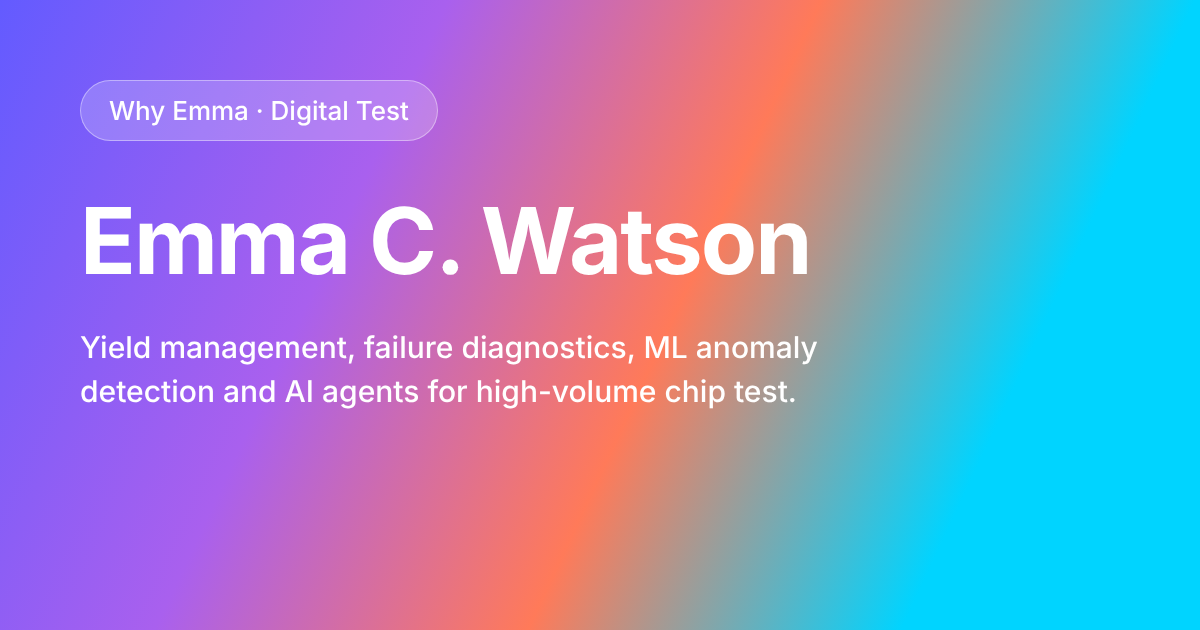 Why Emma · Digital Test
Emma C. Watson
Yield management, failure diagnostics, ML anomaly
detection and AI agents for high-volume chip test.